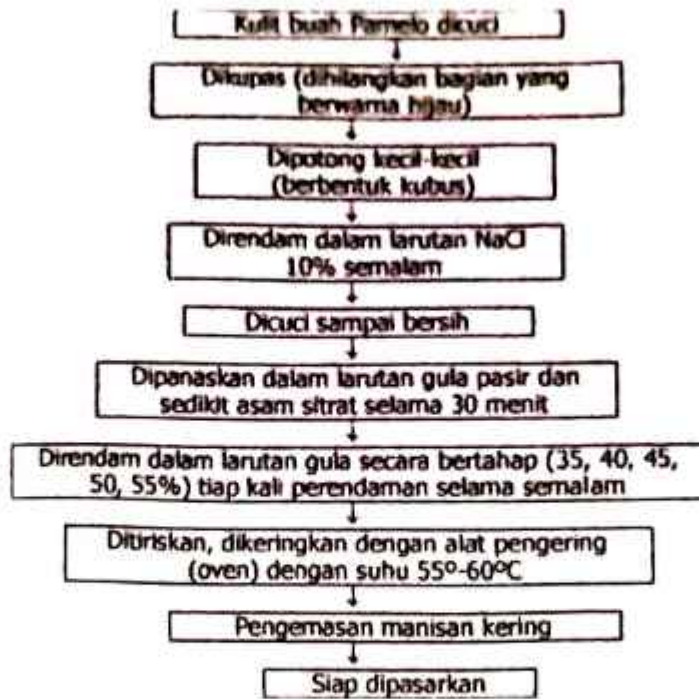 Kulit buah Pamelo dicuci
Dikupas (dihilangkan bagian yang
berwarna hijau)
Dipotong kecil-kecil
(berbentuk kubus)
Direndam dalam larutan NaCl
10% semalam
Dicuci sampai bersih
Dipanaskan dalam larutan gula pasir dan
sedikit asam sitrat selama 30 menit
Direndam dalam larutan gula secara bertahap (35, 40, 45,
50, 55%) tiap kali perendaman selama semalam
Ditiriskan, dikeringkan dengan alat pengering
(oven) dengan suhu 55º-60ºC
Pengemasan manisan kering
Siap dipasarkan